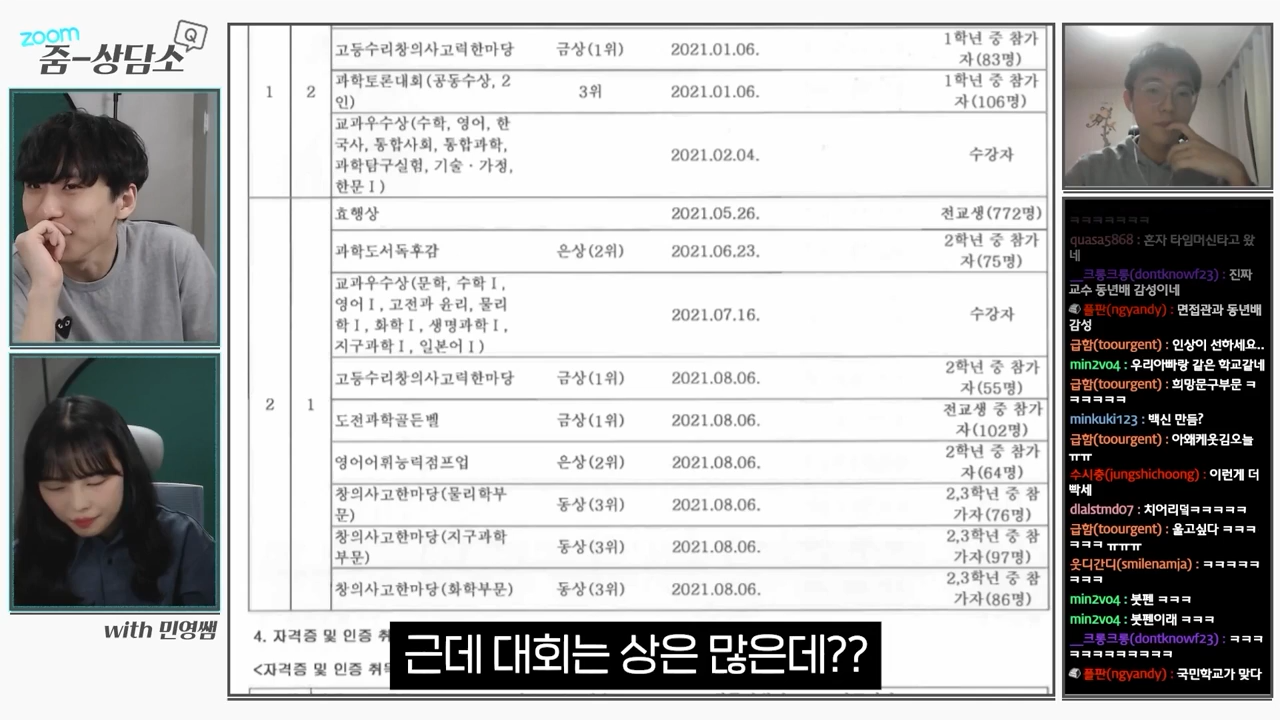 zoom
줌-상담소
Q
with 민영쌤
1
2
고등수리창의사고력한마당
금상(1위)
2021.01.06.
1학년 중 참가
자(83명)
과학토론대회(공동수상, 2
인)
3위
2021.01.06.
1학년 중 참가
자(106명)
교과우수상(수학, 영어, 한
국사, 통합사회, 통합과학,
과학탐구실험, 기술·가정,
한문Ⅰ)
2021.02.04.
수강자
2
1
효행상
2021.05.26.
전교생(772명)
과학도서독후감
은상(2위)
2021.06.23.
2학년 중 참가
자(75명)
교과우수상(문학, 수학Ⅰ,
영어Ⅰ, 고전과 윤리, 물리
학Ⅰ, 화학Ⅰ, 생명과학Ⅰ,
지구과학Ⅰ, 일본어Ⅰ)
2021.07.16.
수강자
고등수리창의사고력한마당
금상(1위)
2021.08.06.
2학년 중 참가
자(55명)
도전과학골든벨
금상(1위)
2021.08.06.
전교생 중 참가
자(102명)
영어어휘능력점프업
은상(2위)
2021.08.06.
2학년 중 참가
자(64명)
창의사고한마당(물리학부
문)
동상(3위)
2021.08.06.
2,3학년 중 참
가자(76명)
창의사고한마당(지구과학
부문)
동상(3위)
2021.08.06.
2,3학년 중 참
가자(97명)
창의사고한마당(화학부문)
동상(3위)
2021.08.06.
2,3학년 중 참
가자(86명)
4. 자격증 및 인증 취
<자격증 및 인증 취
근데 대회는 상은 많은데??
quasa5868 : 혼자 타임머신타고 왔
네
__크롱크롱(dontknowf23) : 진짜
교수 동년배 감성이네
플판(ngyandy) : 면접관과 동년배
감성
급함(toourgent) : 인상이 선하세요..
min2vo4 : 우리아빠랑 같은 학교같네
급함(toourgent) : 희망문구부문 ㅋ
ㅋㅋㅋㅋㅋ
minkuki123 : 백신 만듬?
급함(toourgent) : 아왜케웃김오늘
ㅠㅠ
수시충(jungshichoong) : 이런게 더
빡세
dlalstmd07 : 치어리덬ㅋㅋㅋㅋㅋ
급함(toourgent) : 울고싶다 ㅋㅋㅋ
ㅋㅋㅋ ㅠㅠㅠ
웃디간디(smilenamja) : ㅋㅋㅋㅋㅋ
ㅋㅋㅋ
min2vo4 : 붓펜 ㅋㅋㅋ
min2vo4 : 붓펜이래 ㅋㅋㅋ
__크롱크롱(dontknowf23) : ㅋㅋㅋ
ㅋㅋㅋㅋㅋㅋㅋㅋㅋ
플판(ngyandy) : 국민학교가 맞다